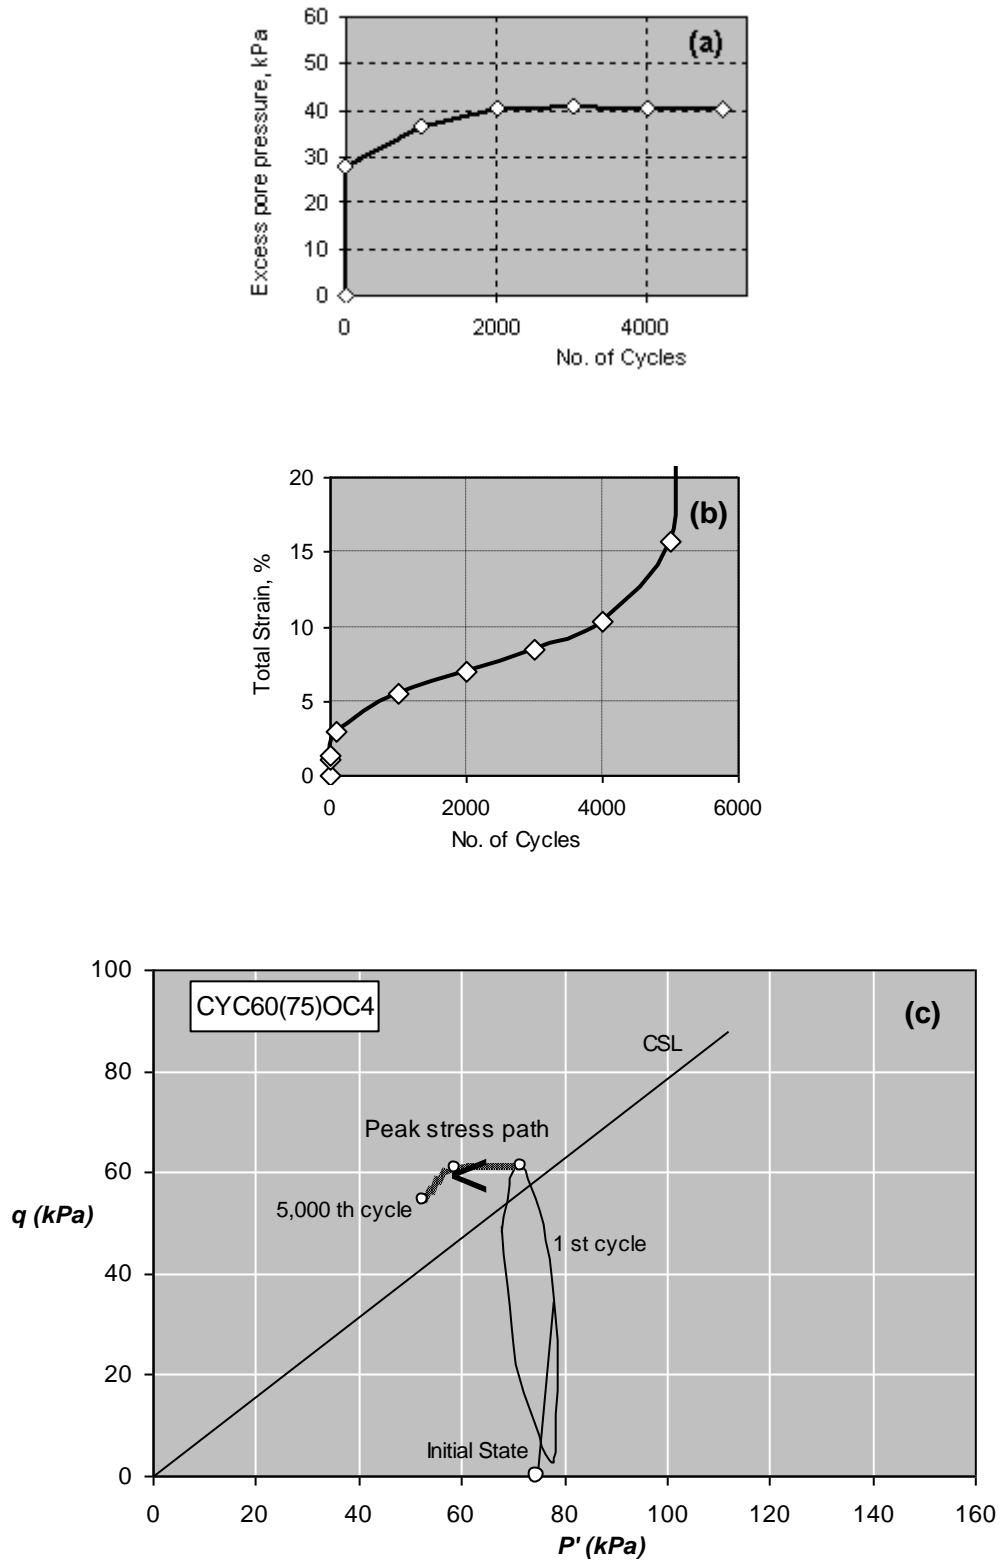 60
(a)
50
40
30
20
10
0
Excess pore pressure, kPa
0 2000 4000
No. of Cycles
20
(b)
15
10
5
0
Total Strain, %
0 2000 4000 6000
No. of Cycles
100
CYC60(75)OC4
(c)
CSL
80
Peak stress path
60
5,000 th cycle
q (kPa)
1 st cycle
40
20
Initial State
0
0 20 40 60 80 100 120 140 160
P' (kPa)